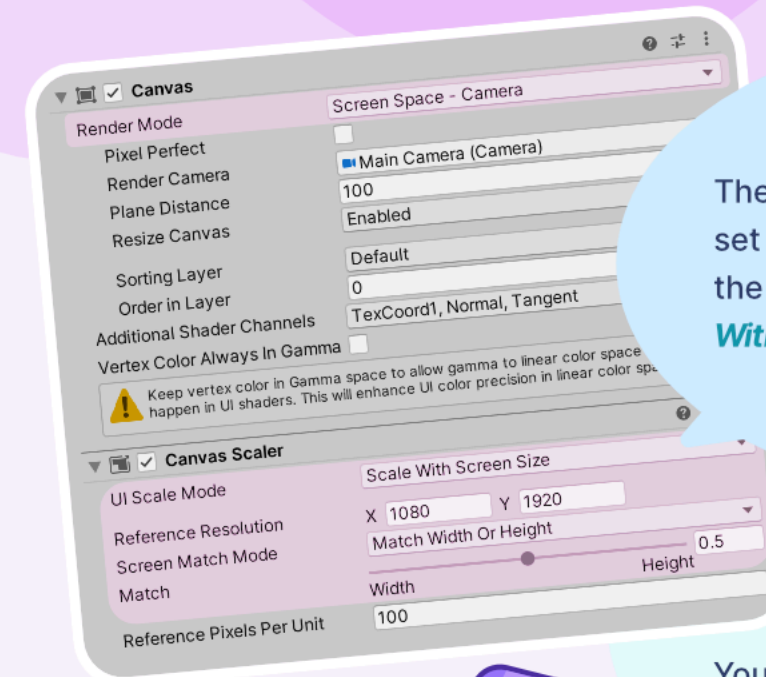 Canvas
Render Mode Screen Space - Camera
Pixel Perfect
Render Camera Main Camera (Camera)
Plane Distance 100
Resize Canvas Enabled
Sorting Layer Default
Order in Layer 0
Additional Shader Channels TexCoord1, Normal, Tangent
Vertex Color Always In Gamma
Keep vertex color in Gamma space to allow gamma to linear color space
happen in UI shaders. This will enhance UI color precision in linear color
Canvas Scaler
UI Scale Mode Scale With Screen Size
Reference Resolution X 1080 Y 1920
Screen Match Mode Match Width Or Height
Match 0.5
Width Height
Reference Pixels Per Unit 100
The
set
the